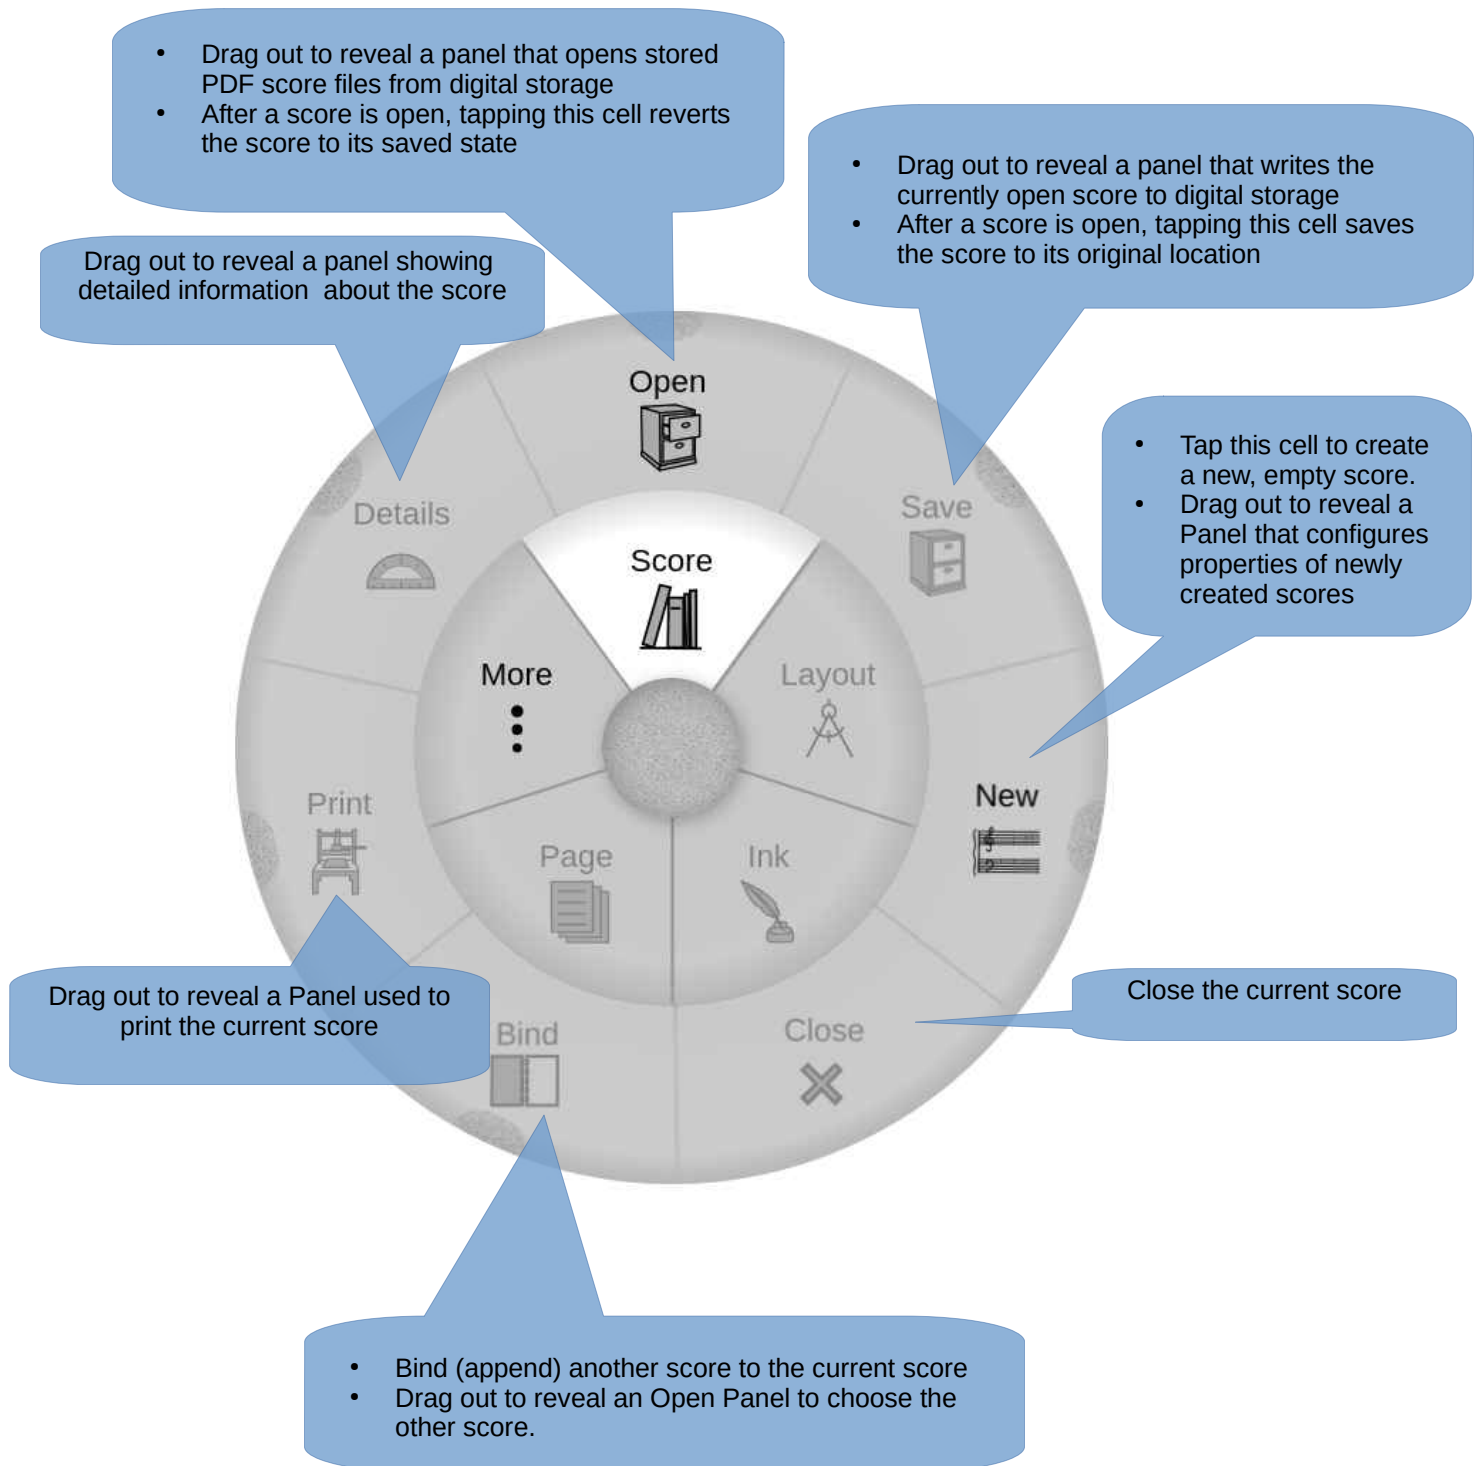 • Drag out to reveal a panel that opens stored
PDF score files from digital storage
• After a score is open, tapping this cell reverts
the score to its saved state
• Drag out to reveal a panel that writes the
currently open score to digital storage
• After a score is open, tapping this cell saves
the score to its original location
Drag out to reveal a panel showing
detailed information  about the score
Open
• Tap this cell to create
a new, empty score.
• Drag out to reveal a
Panel that configures
properties of newly
created scores
Details
Save
Score
More
Layout
Print
New
Page
Ink
Drag out to reveal a Panel used to
print the current score
Close the current score
Bind
Close
• Bind (append) another score to the current score
• Drag out to reveal an Open Panel to choose the
other score.